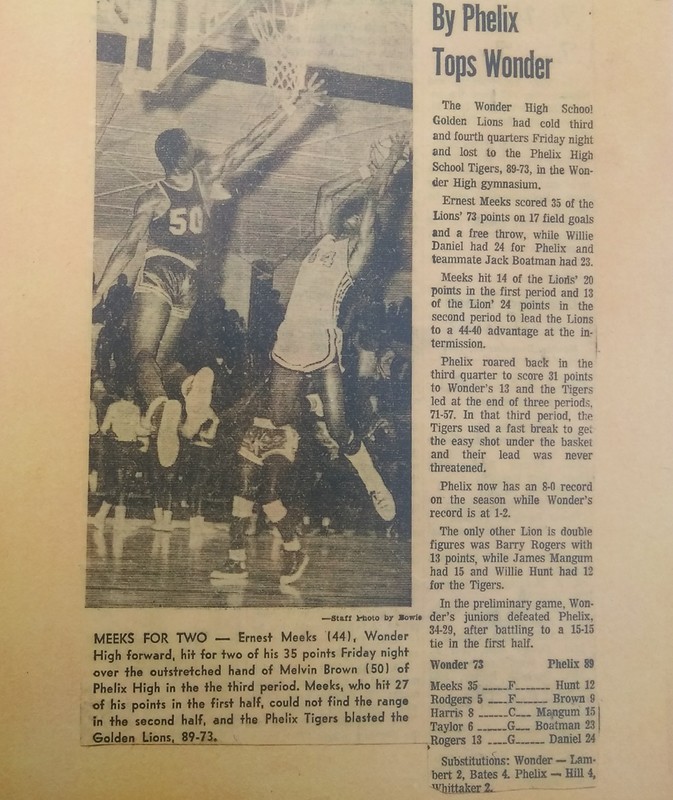 By Phelix
Tops Wonder
The Wonder High School
Golden Lions had cold third
and fourth quarters Friday night
and lost to the Phelix High
School Tigers, 89-73, in the Won-
der High gymnasium.
Ernest Meeks scored 35 of the
Lions' 73 points on 17 field goals
and a free throw, while Willie
Daniel had 24 for Phelix and
teammate Jack Boatman had 23.
Meeks hit 14 of the Lions' 20
points in the first period and 13
of the Lion' 24 points in the
second period to lead the Lions
to a 44-40 advantage at the in-
termission.
Phelix roared back in the
third quarter to score 31 points
to Wonder's 13 and the Tigers
led at the end of three periods,
71-57. In that third period, the
Tigers used a fast break to get
the easy shot under the basket
and their lead was never
threatened.
Phelix now has an 8-0 record
on the season while Wonder's
record is at 1-2.
The only other Lion is double
figures was Barry Rogers with
13 points, while James Mangum
had 15 and Willie Hunt had 12
for the Tigers.
In the preliminary game, Won-
der's juniors defeated Phelix,
34-29, after battling to a 15-15
tie in the first half.
Wonder 73 Phelix 89
Meeks 35 -----F------- Hunt 12
Rodgers 5 -----F------- Brown 9
Harris 8 ------C--- Mangum 15
Taylor 6 ------G--- Boatman 23
Rogers 13 ----G------ Daniel 24
Substitutions: Wonder — Lam-
bert 2, Bates 4. Phelix — Hill 4,
Whittaker 2.
50
—Staff Photo by Bowie
MEEKS FOR TWO — Ernest Meeks (44), Wonder
High forward, hit for two of his 35 points Friday night
over the outstretched hand of Melvin Brown (50) of
Phelix High in the the third period. Meeks, who hit 27
of his points in the first half, could not find the range
in the second half, and the Phelix Tigers blasted the
Golden Lions, 89-73.